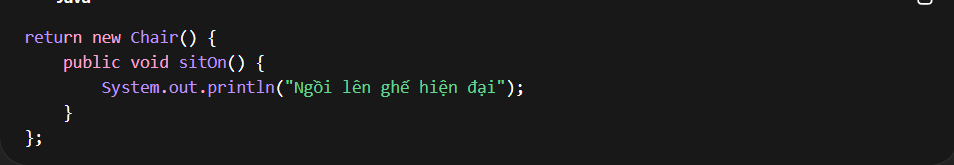 return new Chair() {
    public void sitOn() {
        System.out.println("Ngồi lên ghế hiện đại");
    }
};